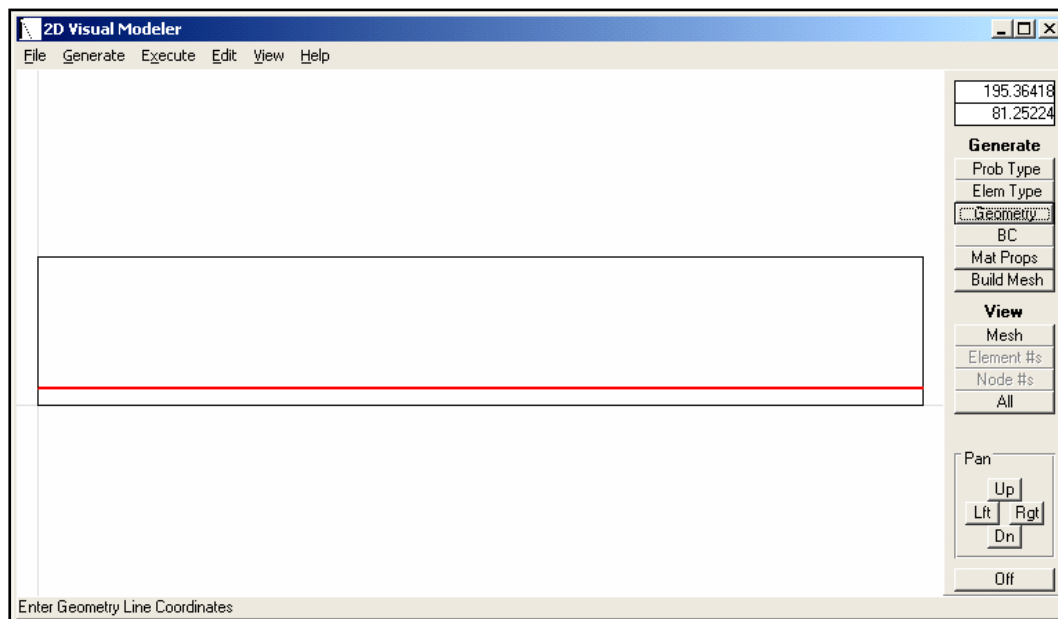 2D Visual Modeler
File Generate Execute Edit View Help
195.36418
81.25224
Generate
Prob Type
Elem Type
Geometry
BC
Mat Props
Build Mesh
View
Mesh
Element #s
Node #s
All
Pan
Up
Lft Rgt
Dn
Off
Enter Geometry Line Coordinates